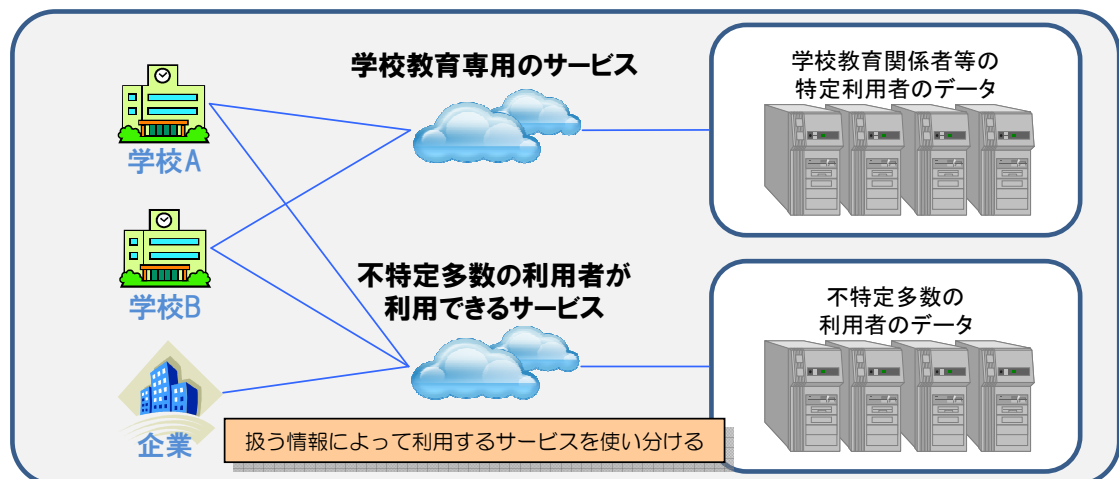 学校教育専用のサービス
学校教育関係者等の
特定利用者のデータ
学校A
学校B
不特定多数の利用者が
利用できるサービス
不特定多数の
利用者のデータ
企業
扱う情報によって利用するサービスを使い分ける